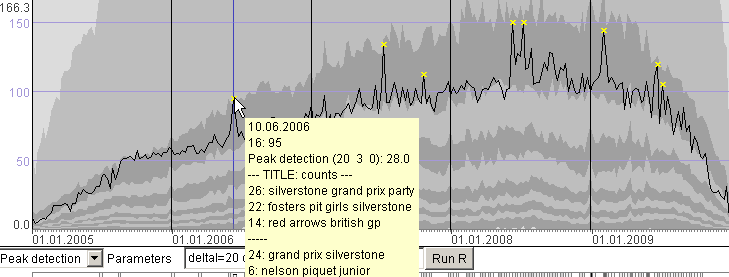 166.3
150
100
50
0.0
10.06.2006
16: 95
Peak detection (20 3 0): 28.0
--- TITLE: counts ---
26: silverstone grand prix party
22: fosters pit girls silverstone
14: red arrows british gp
-----
24: grand prix silverstone
6: nelson piquet junior
01.01.2005
01.01.2006
01.01.2008
01.01.2009
Peak detection
Parameters
deltaI=20
Run R